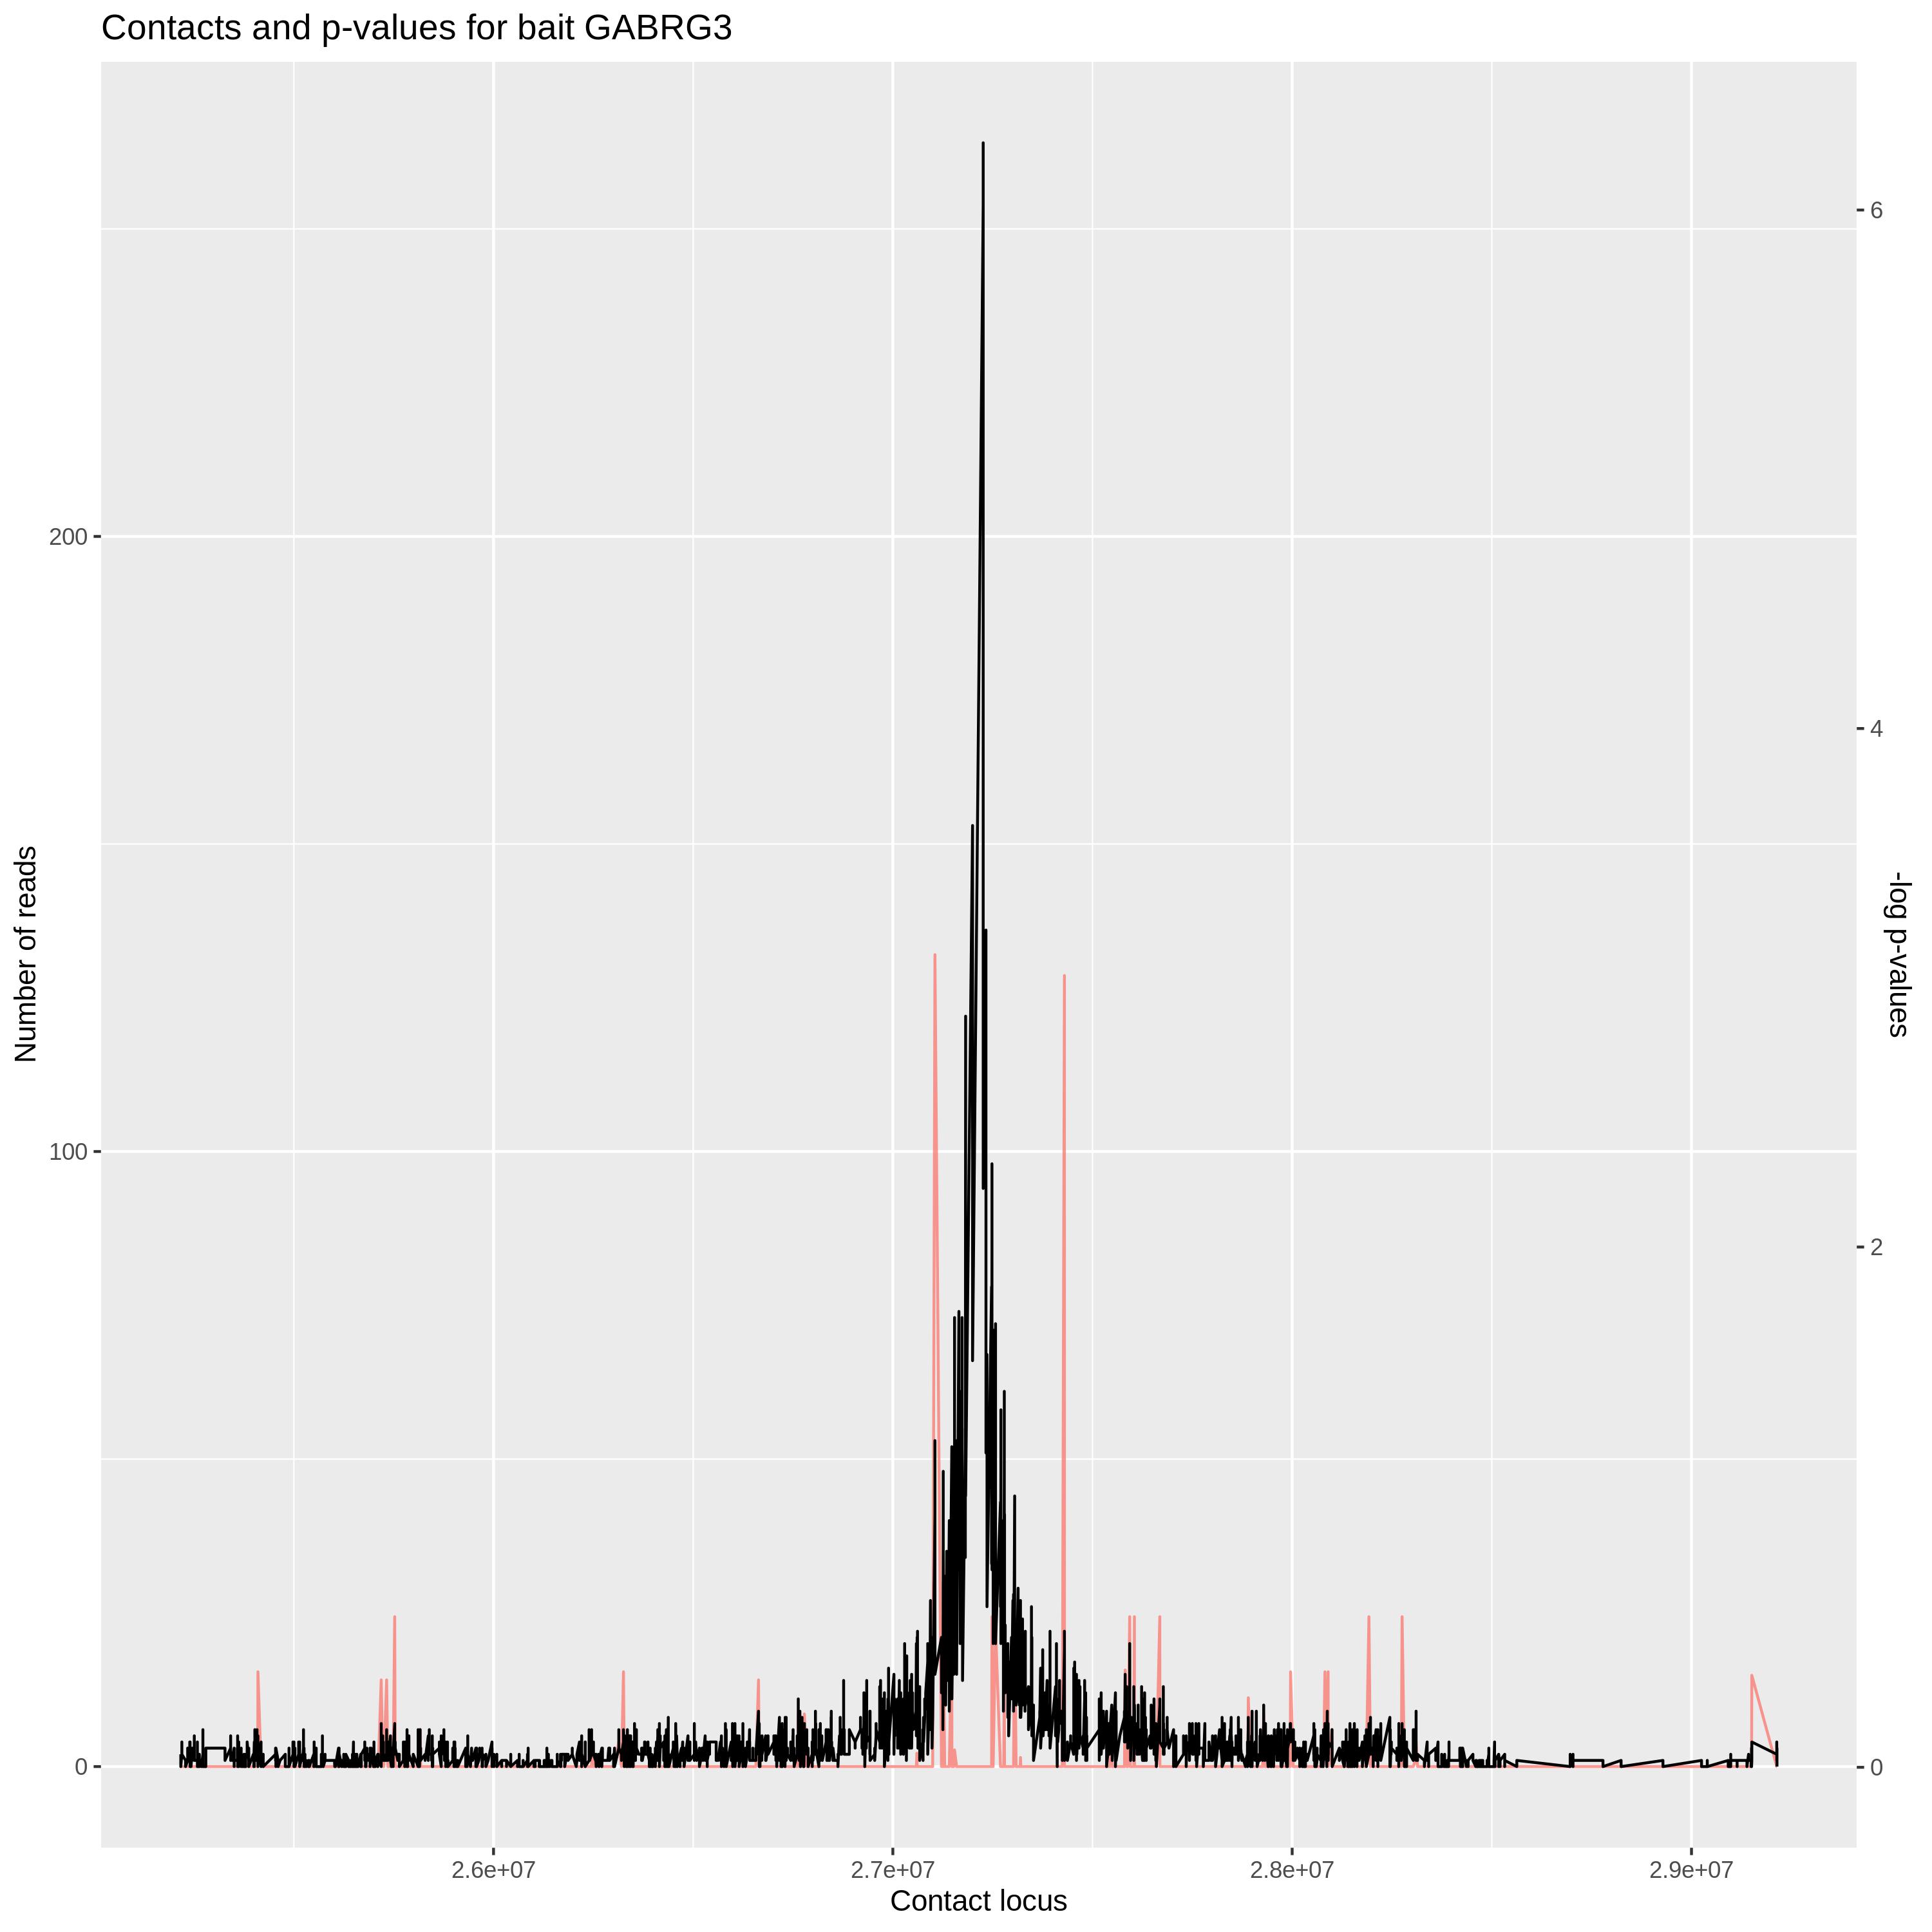 Contacts and p-values for bait GABRG3
Number of reads
200
100
0
6
4
2
0
-log p-values
2.6e+07 2.7e+07 2.8e+07 2.9e+07
Contact locus